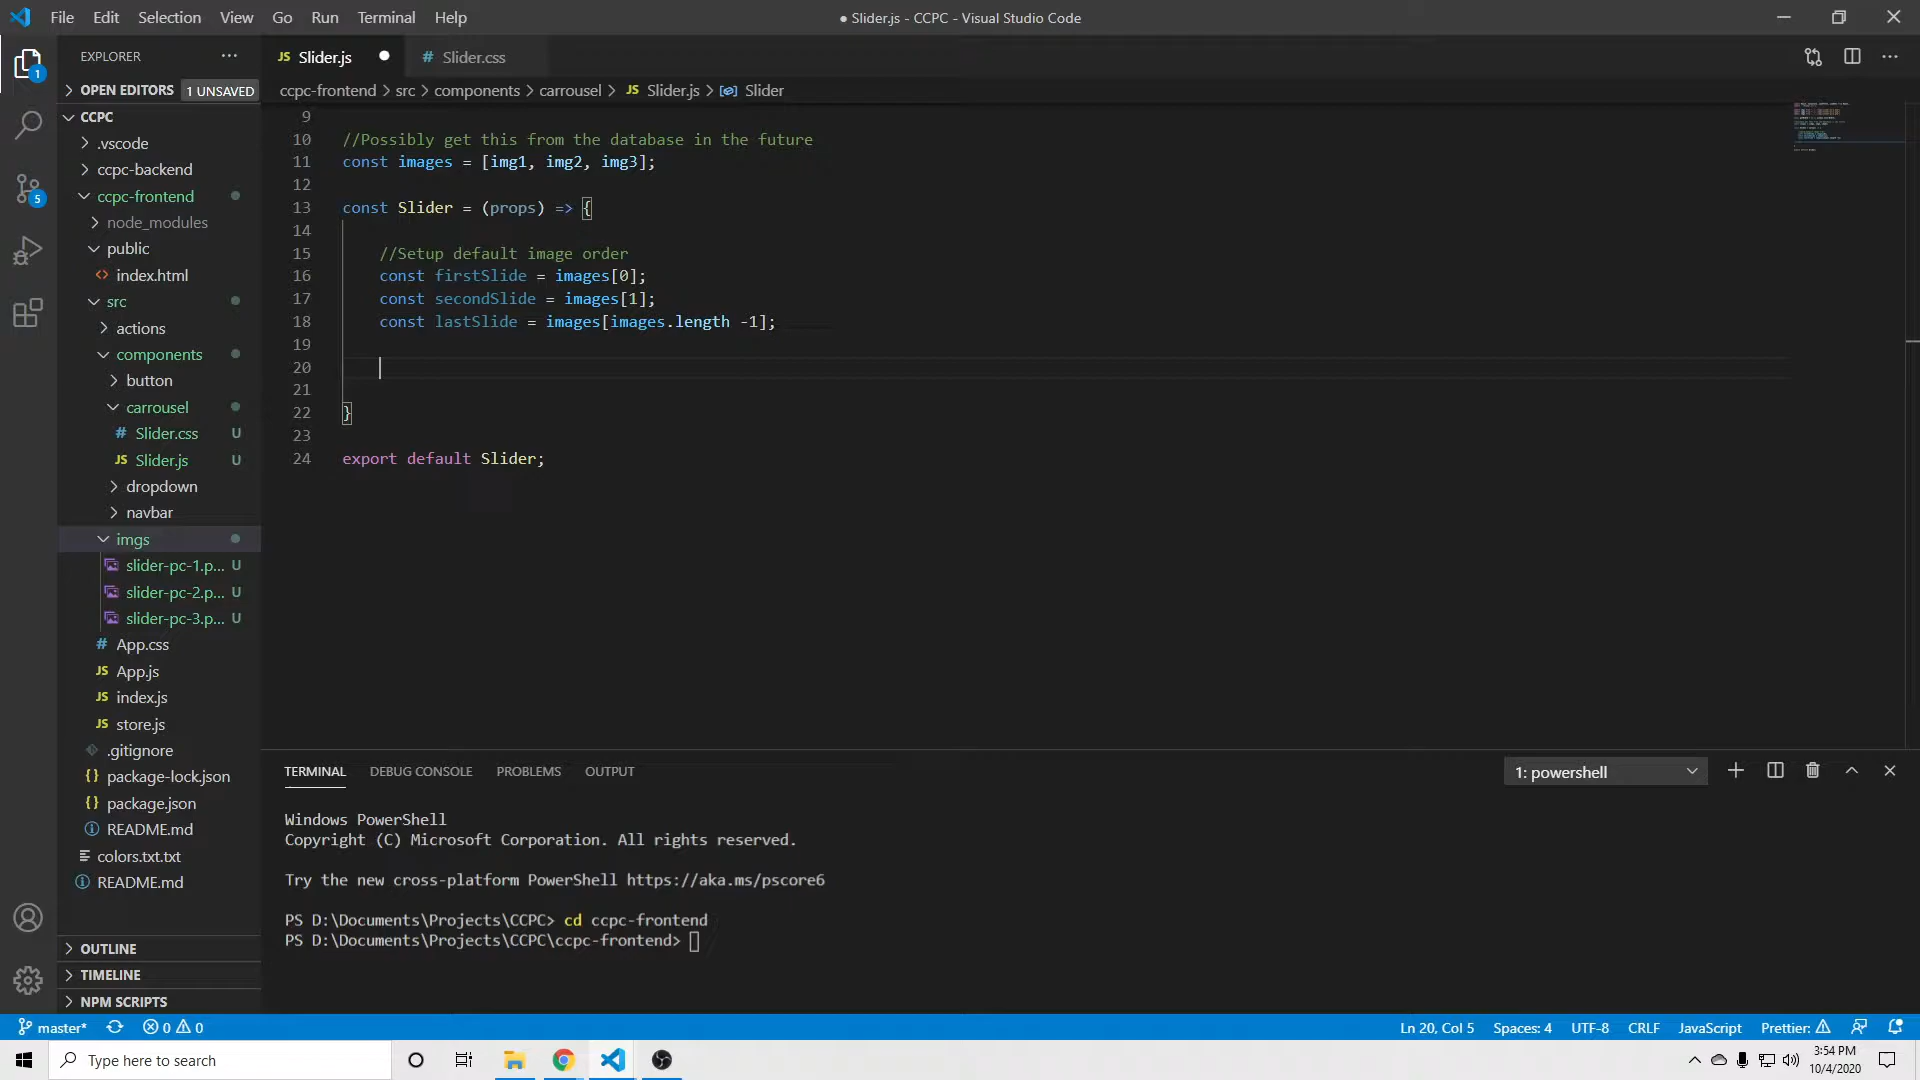 File Edit Selection View Go Run Terminal Help
● Slider.js - CCPC - Visual Studio Code
EXPLORER
OPEN EDITORS 1 UNSAVED
CCPC
.vscode
ccpc-backend
ccpc-frontend
node_modules
public
<> index.html
src
actions
components
button
carrousel
# Slider.css U
JS Slider.js U
dropdown
navbar
imgs
slider-pc-1.p... U
slider-pc-2.p... U
slider-pc-3.p... U
# App.css
JS App.js
JS index.js
JS store.js
.gitignore
{} package-lock.json
{} package.json
README.md
colors.txt.txt
README.md
OUTLINE
TIMELINE
NPM SCRIPTS
1
5
JS Slider.js ● # Slider.css
ccpc-frontend > src > components > carrousel > JS Slider.js > Slider
9
10 //Possibly get this from the database in the future
11 const images = [img1, img2, img3];
12
13 const Slider = (props) => {
14
15 //Setup default image order
16 const firstSlide = images[0];
17 const secondSlide = images[1];
18 const lastSlide = images[images.length -1];
19
20
21
22 }
23
24 export default Slider;
TERMINAL DEBUG CONSOLE PROBLEMS OUTPUT
1: powershell
Windows PowerShell
Copyright (C) Microsoft Corporation. All rights reserved.
Try the new cross-platform PowerShell https://aka.ms/pscore6
PS D:\Documents\Projects\CCPC> cd ccpc-frontend
PS D:\Documents\Projects\CCPC\ccpc-frontend>
master* 0 0
Ln 20, Col 5 Spaces: 4 UTF-8 CRLF JavaScript Prettier:
Type here to search
3:54 PM
10/4/2020